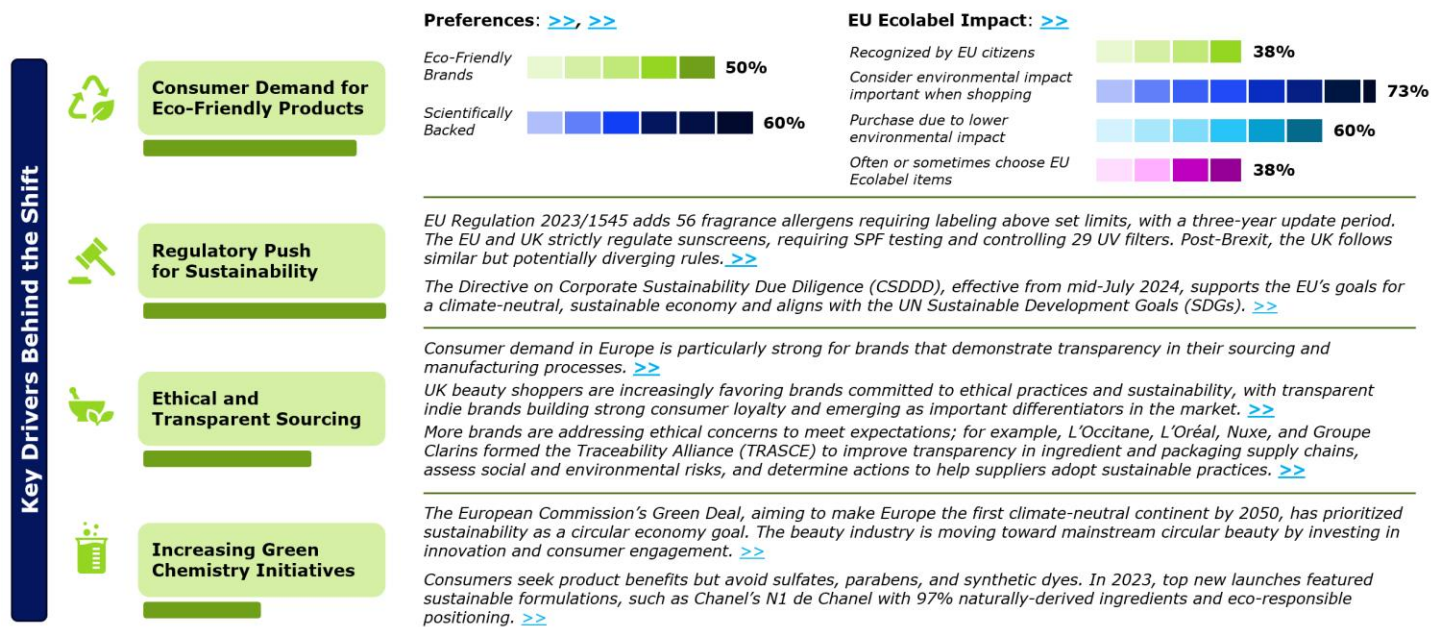 Key Drivers Behind the Shift
Consumer Demand for
Eco-Friendly Products
Preferences: >>, >>
Eco-Friendly
Brands
50%
Scientifically
Backed
60%
EU Ecolabel Impact: >>
Recognized by EU citizens
38%
Consider environmental impact
important when shopping
73%
Purchase due to lower
environmental impact
60%
Often or sometimes choose EU
Ecolabel items
38%
Regulatory Push
for Sustainability
EU Regulation 2023/1545 adds 56 fragrance allergens requiring labeling above set limits, with a three-year update period.
The EU and UK strictly regulate sunscreens, requiring SPF testing and controlling 29 UV filters. Post-Brexit, the UK follows
similar but potentially diverging rules. >>
The Directive on Corporate Sustainability Due Diligence (CSDDD), effective from mid-July 2024, supports the EU’s goals for
a climate-neutral, sustainable economy and aligns with the UN Sustainable Development Goals (SDGs). >>
Ethical and
Transparent Sourcing
Consumer demand in Europe is particularly strong for brands that demonstrate transparency in their sourcing and
manufacturing processes. >>
UK beauty shoppers are increasingly favoring brands committed to ethical practices and sustainability, with transparent
indie brands building strong consumer loyalty and emerging as important differentiators in the market. >>
More brands are addressing ethical concerns to meet expectations; for example, L’Occitane, L’Oréal, Nuxe, and Groupe
Clarins formed the Traceability Alliance (TRASCE) to improve transparency in ingredient and packaging supply chains,
assess social and environmental risks, and determine actions to help suppliers adopt sustainable practices. >>
Increasing Green
Chemistry Initiatives
The European Commission’s Green Deal, aiming to make Europe the first climate-neutral continent by 2050, has prioritized
sustainability as a circular economy goal. The beauty industry is moving toward mainstream circular beauty by investing in
innovation and consumer engagement. >>
Consumers seek product benefits but avoid sulfates, parabens, and synthetic dyes. In 2023, top new launches featured
sustainable formulations, such as Chanel’s N1 de Chanel with 97% naturally-derived ingredients and eco-responsible
positioning. >>